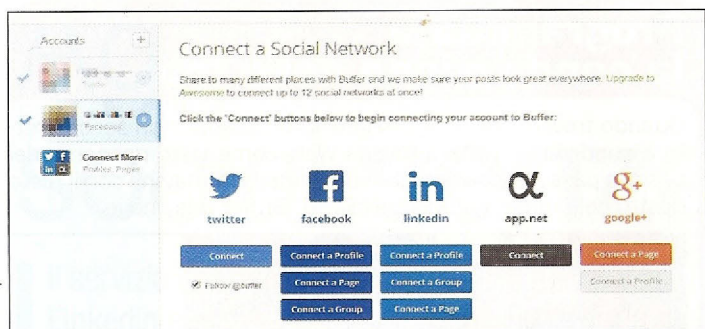 Accounts +
Twitter
Facebook
Connect More
Profiles, Pages
Connect a Social Network
Share to many different places with Buffer and we make sure your posts look great everywhere. Upgrade to
Awesome to connect up to 12 social networks at once!
Click the 'Connect' buttons below to begin connecting your account to Buffer:
twitter
facebook
linkedin
app.net
google+
Connect
Connect a Profile
Connect a Profile
Connect
Connect a Page
Follow @buffer
Connect a Page
Connect a Group
Connect a Profile
Connect a Group
Connect a Page